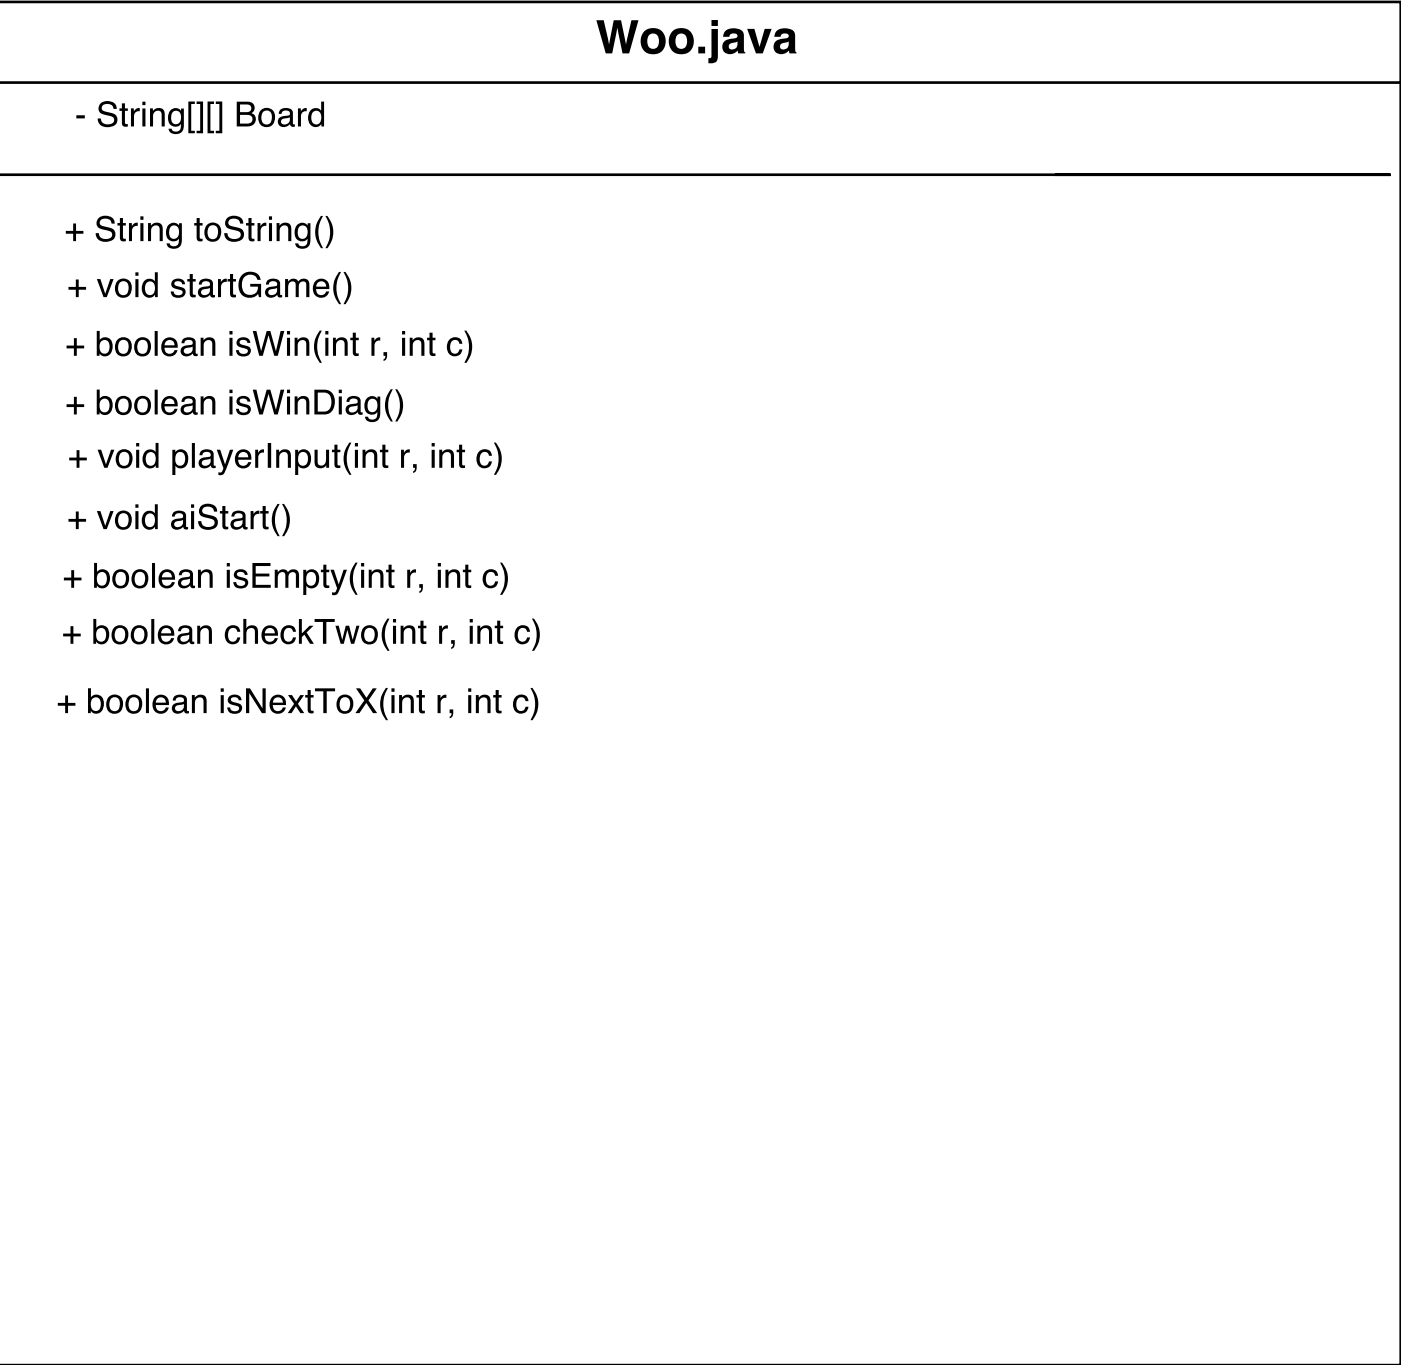 Woo.java
- String[][] Board
+ String toString()
+ void startGame()
+ boolean isWin(int r, int c)
+ boolean isWinDiag()
+ void playerInput(int r, int c)
+ void aiStart()
+ boolean isEmpty(int r, int c)
+ boolean checkTwo(int r, int c)
+ boolean isNextToX(int r, int c)